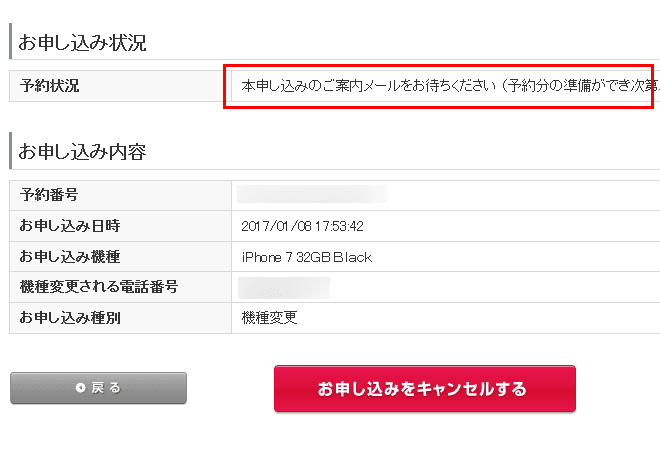 お申し込み状況
予約状況 本申し込みのご案内メールをお待ちください（予約分の準備ができ次第
お申し込み内容
予約番号
お申し込み日時 2017/01/08 17:53:42
お申し込み機種 iPhone 7 32GB Black
機種変更される電話番号
お申し込み種別 機種変更
戻る お申し込みをキャンセルする